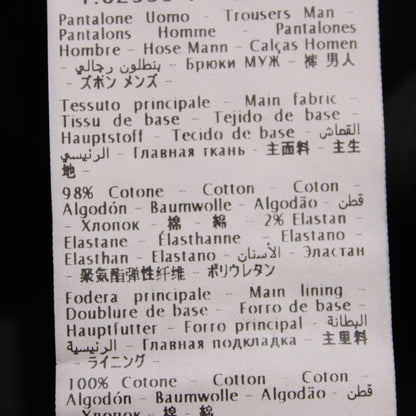 Pantalone Uomo - Trousers Man -
Pantalons Homme - Pantalones
Hombre - Hose Mann - Calças Homen
- بنطلون رجالي - Брюки МУЖ - 裤 男人
- ズボン メンズ -
Tessuto principale - Main fabric -
Tissu de base - Tejido de base -
Hauptstoff - Tecido de base - القماش
الرئيسي - Главная ткань - 主面料 - 主生
地 -
98% Cotone - Cotton - Coton -
Algodón - Baumwolle - Algodão - قطن
- Хлопок - 棉 - 綿 - 2% Elastan -
Elastane - Élasthanne - Elastano -
Elasthan - Elastano - الأستان - Эластан
- 聚氨酯弹性纤维 - ポリウレタン
Fodera principale - Main lining -
Doublure de base - Forro de base -
Hauptfutter - Forro principal - البطانة
الرئيسية - Главная подкладка - 主里料
- ライニング -
100% Cotone - Cotton - Coton -
Algodón - Baumwolle - Algodão - قطن
- Хлопок - 棉 - 綿